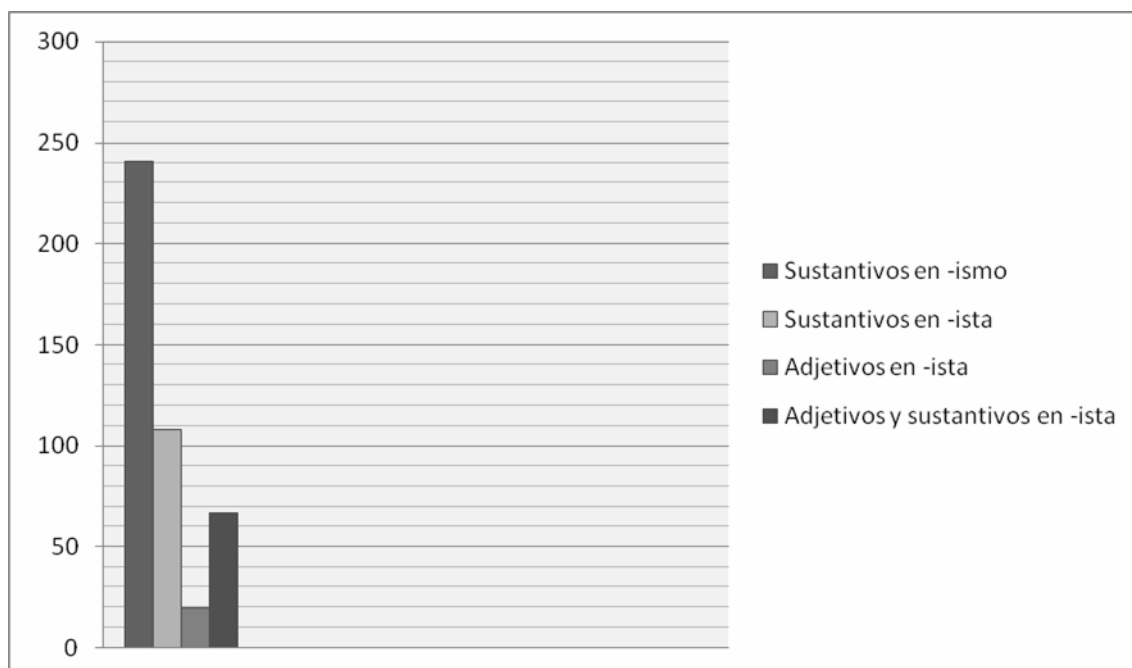 300
250
200
150
100
50
0
Sustantivos en -ismo
Sustantivos en -ista
Adjetivos en -ista
Adjetivos y sustantivos en -ista